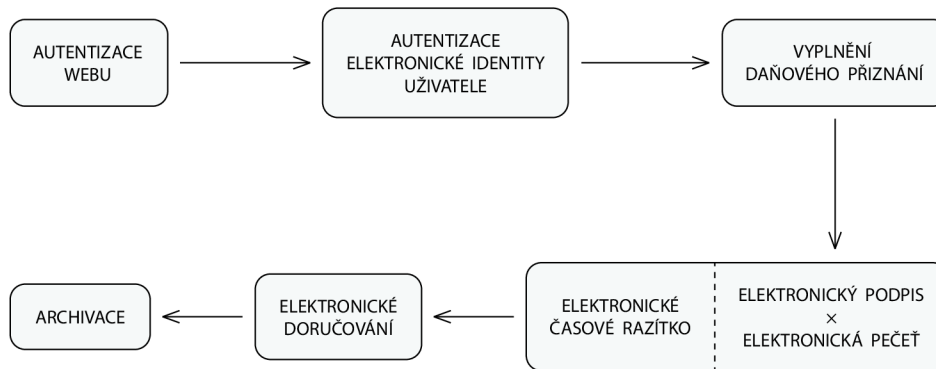 AUTENTIZACE
WEBU
AUTENTIZACE
ELEKTRONICKÉ IDENTITY
UŽIVATELE
VYPLNĚNÍ
DAŇOVÉHO PŘIZNÁNÍ
ELEKTRONICKÝ PODPIS
×
ELEKTRONICKÁ PEČEŤ
ELEKTRONICKÉ
ČASOVÉ RAZÍTKO
ELEKTRONICKÉ
DORUČOVÁNÍ
ARCHIVACE